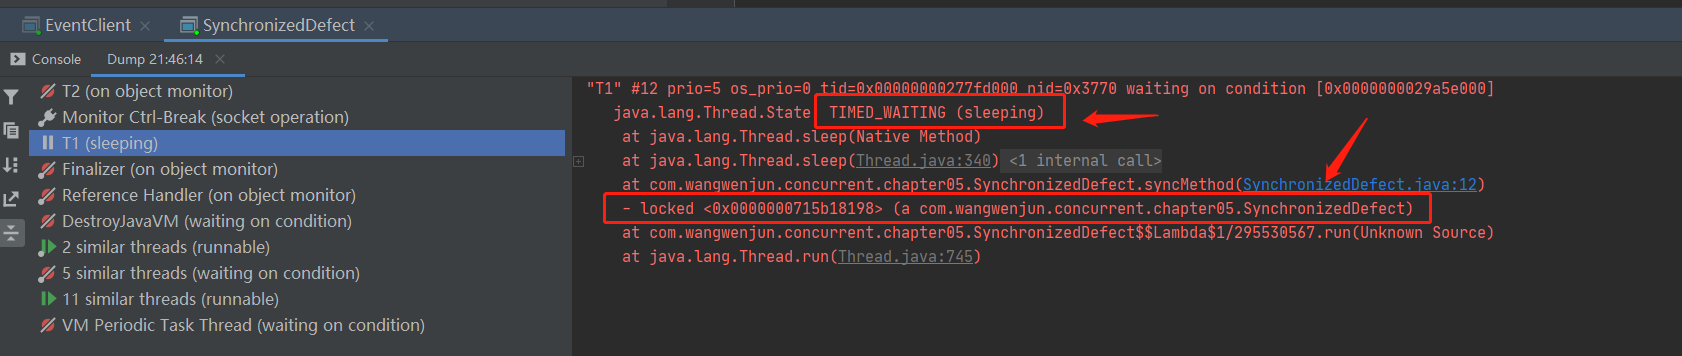 EventClient
SynchronizedDefect
Console
Dump 21:46:14
T2 (on object monitor)
Monitor Ctrl-Break (socket operation)
T1 (sleeping)
Finalizer (on object monitor)
Reference Handler (on object monitor)
DestroyJavaVM (waiting on condition)
2 similar threads (runnable)
5 similar threads (waiting on condition)
11 similar threads (runnable)
VM Periodic Task Thread (waiting on condition)
"T1" #12 prio=5 os_prio=0 tid=0x00000000277fd000 nid=0x3770 waiting on condition [0x0000000029a5e000]
java.lang.Thread.State TIMED_WAITING (sleeping)
at java.lang.Thread.sleep(Native Method)
at java.lang.Thread.sleep(Thread.java:340) <1 internal call>
at com.wangwenjun.concurrent.chapter05.SynchronizedDefect.syncMethod(SynchronizedDefect.java:12)
- locked <0x0000000715b18198> (a com.wangwenjun.concurrent.chapter05.SynchronizedDefect)
at com.wangwenjun.concurrent.chapter05.SynchronizedDefect$$Lambda$1/295530567.run(Unknown Source)
at java.lang.Thread.run(Thread.java:745)